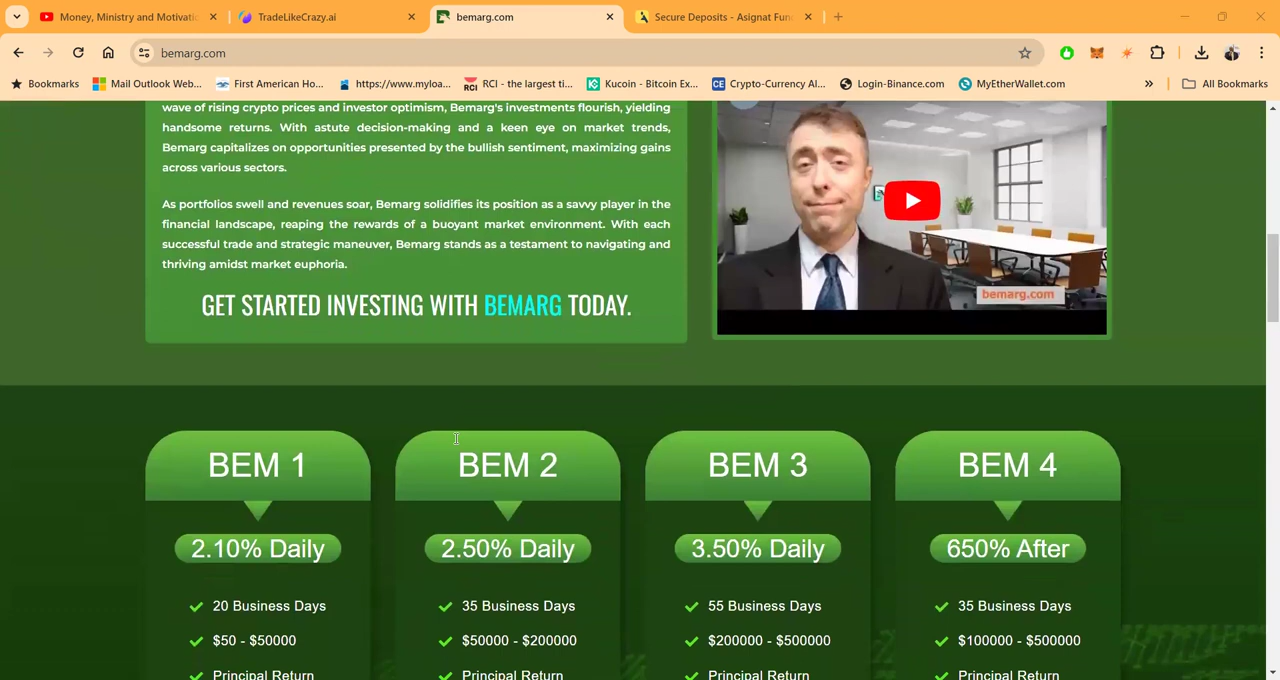 Money, Ministry and Motivatic
TradeLikeCrazy.ai
bemarg.com
Secure Deposits - Asignat Fun
bemarg.com
Bookmarks
Mail Outlook Web...
First American Ho...
https://www.myloa...
RCI - the largest ti...
Kucoin - Bitcoin Ex...
Crypto-Currency AI...
Login-Binance.com
MyEtherWallet.com
All Bookmarks
wave of rising crypto prices and investor optimism, Bemarg's investments flourish, yielding
handsome returns. With astute decision-making and a keen eye on market trends,
Bemarg capitalizes on opportunities presented by the bullish sentiment, maximizing gains
across various sectors.
As portfolios swell and revenues soar, Bemarg solidifies its position as a savvy player in the
financial landscape, reaping the rewards of a buoyant market environment. With each
successful trade and strategic maneuver, Bemarg stands as a testament to navigating and
thriving amidst market euphoria.
GET STARTED INVESTING WITH BEMARG TODAY.
bemarg.com
BEM 1
2.10% Daily
20 Business Days
$50 - $50000
Principal Return
BEM 2
2.50% Daily
35 Business Days
$50000 - $200000
Principal Return
BEM 3
3.50% Daily
55 Business Days
$200000 - $500000
Principal Return
BEM 4
650% After
35 Business Days
$100000 - $500000
Principal Return